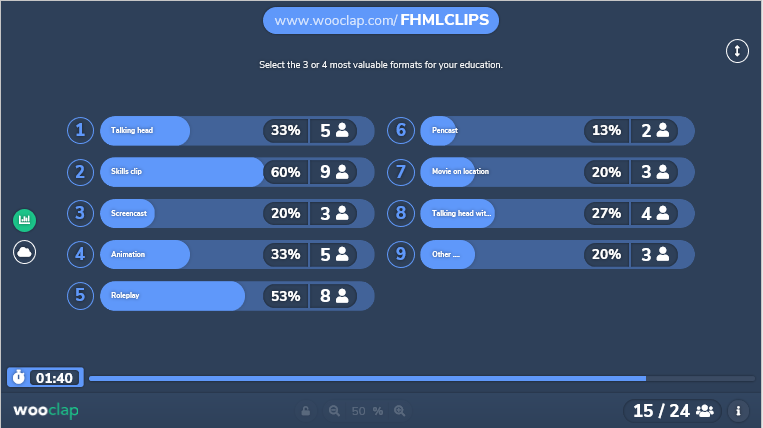 www.wooclap.com/ FHMLCLIPS
Select the 3 or 4 most valuable formats for your education.
1 Talking head 33% 5
2 Skills clip 60% 9
3 Screencast 20% 3
4 Animation 33% 5
5 Roleplay 53% 8
6 Pencast 13% 2
7 Movie on location 20% 3
8 Talking head wit... 27% 4
9 Other .... 20% 3
01:40
wooclap
50 %
15 / 24
i